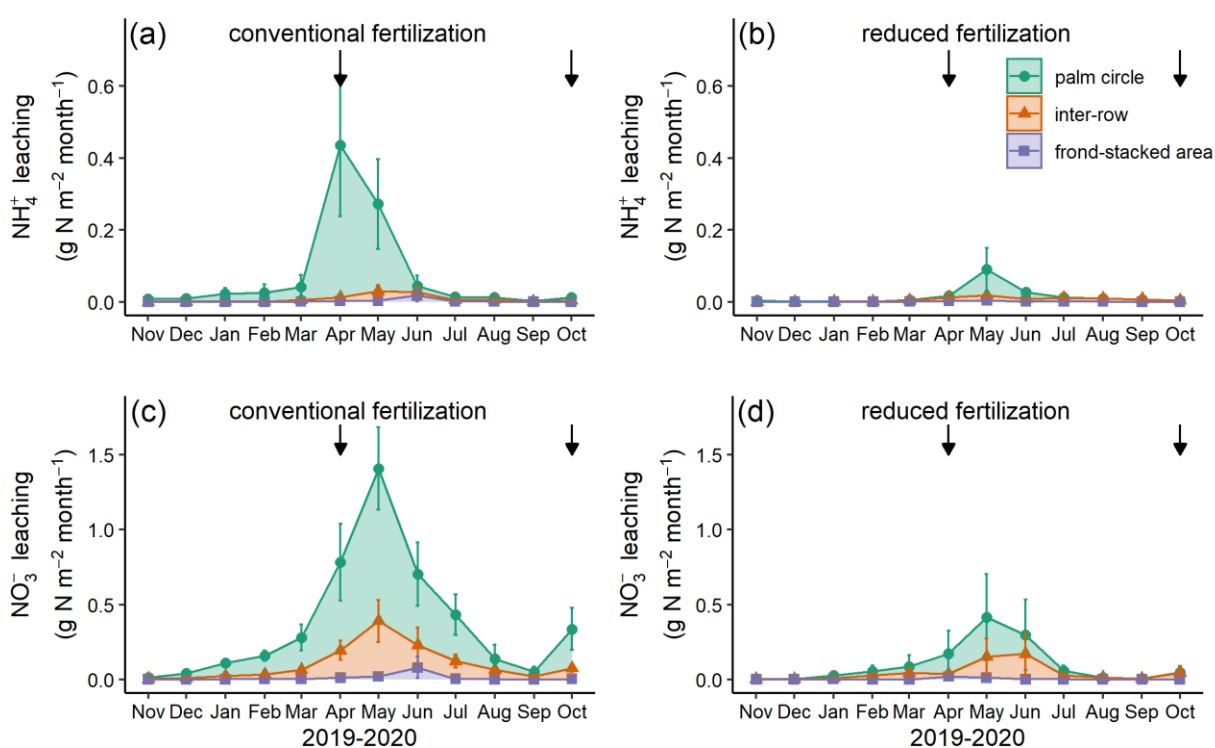 (a)
conventional fertilization
NH₄⁺ leaching
(g N m⁻² month⁻¹)
0.6
0.4
0.2
0.0
Nov Dec Jan Feb Mar Apr May Jun Jul Aug Sep Oct
(b)
reduced fertilization
palm circle
inter-row
frond-stacked area
NH₄⁺ leaching
(g N m⁻² month⁻¹)
0.6
0.4
0.2
0.0
Nov Dec Jan Feb Mar Apr May Jun Jul Aug Sep Oct
(c)
conventional fertilization
NO₃⁻ leaching
(g N m⁻² month⁻¹)
1.5
1.0
0.5
0.0
Nov Dec Jan Feb Mar Apr May Jun Jul Aug Sep Oct
2019-2020
(d)
reduced fertilization
NO₃⁻ leaching
(g N m⁻² month⁻¹)
1.5
1.0
0.5
0.0
Nov Dec Jan Feb Mar Apr May Jun Jul Aug Sep Oct
2019-2020